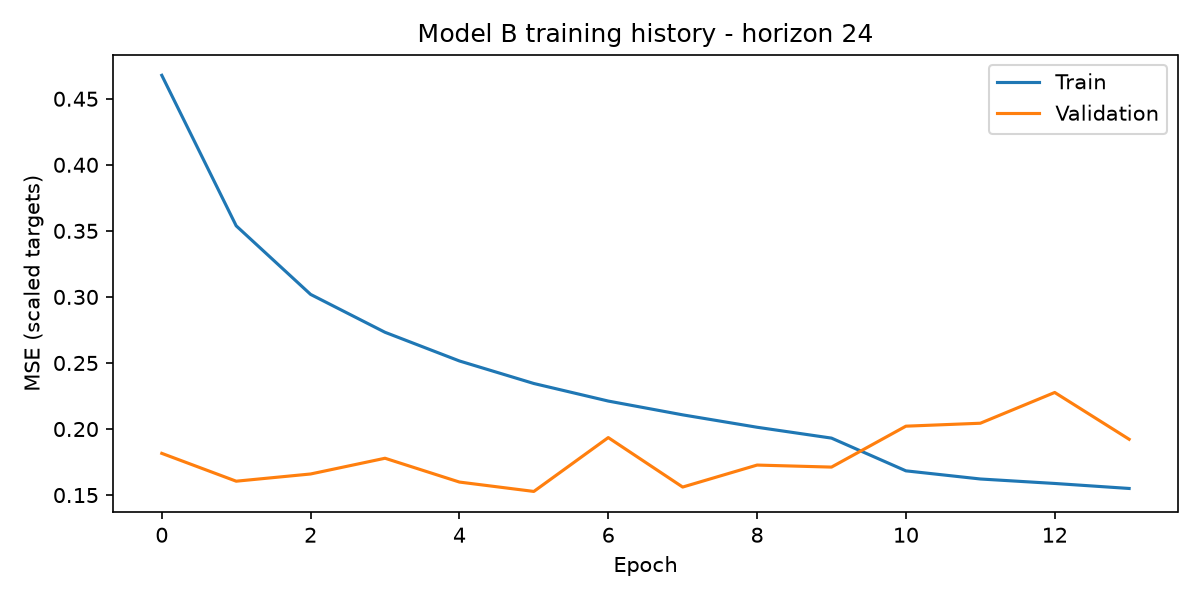 Model B training history - horizon 24
Train
Validation
MSE (scaled targets)
0.45
0.40
0.35
0.30
0.25
0.20
0.15
0 2 4 6 8 10 12
Epoch